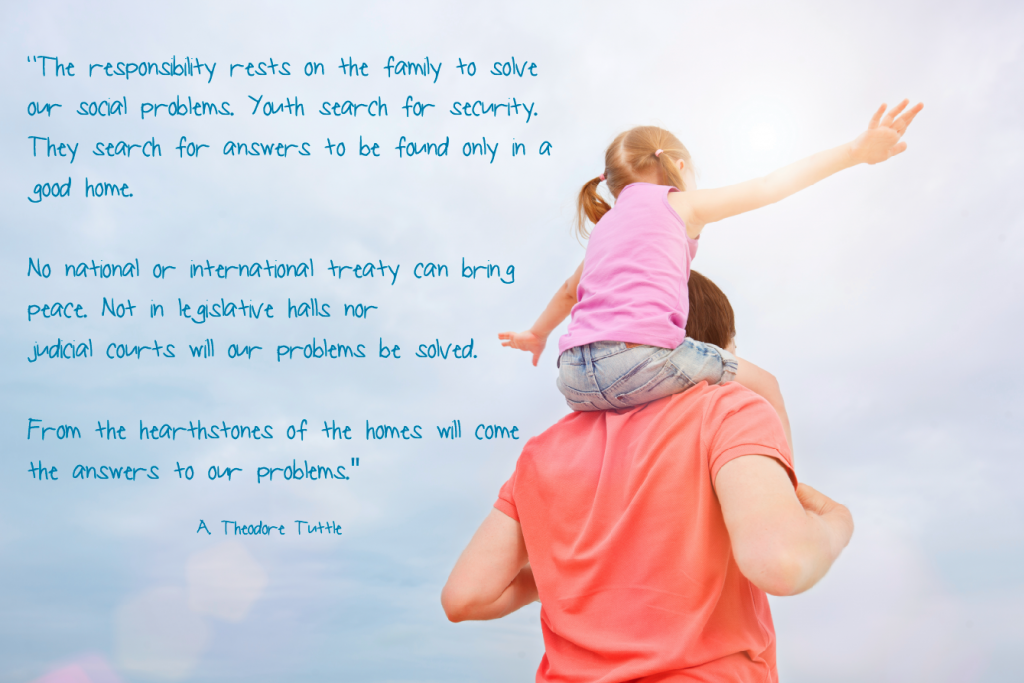 "The responsibility rests on the family to solve
our social problems. Youth search for security.
They search for answers to be found only in a
good home.
No national or international treaty can bring
peace. Not in legislative halls nor
judicial courts will our problems be solved.
From the hearthstones of the homes will come
the answers to our problems."
A. Theodore Tuttle